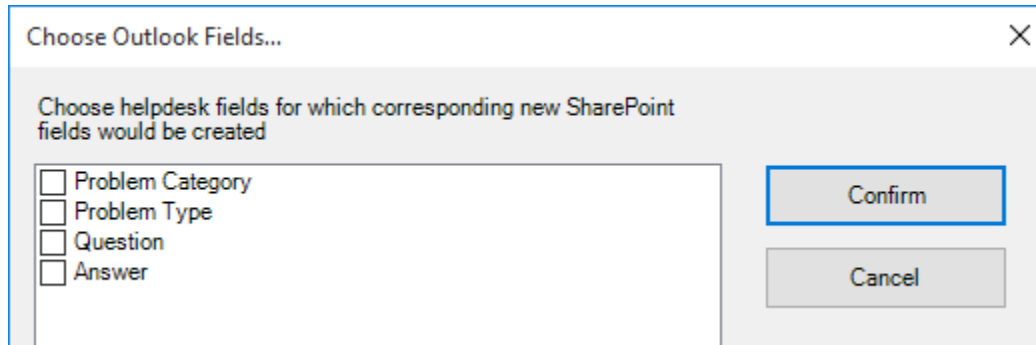 Choose Outlook Fields...
Choose helpdesk fields for which corresponding new SharePoint
fields would be created
Problem Category
Problem Type
Question
Answer
Confirm
Cancel